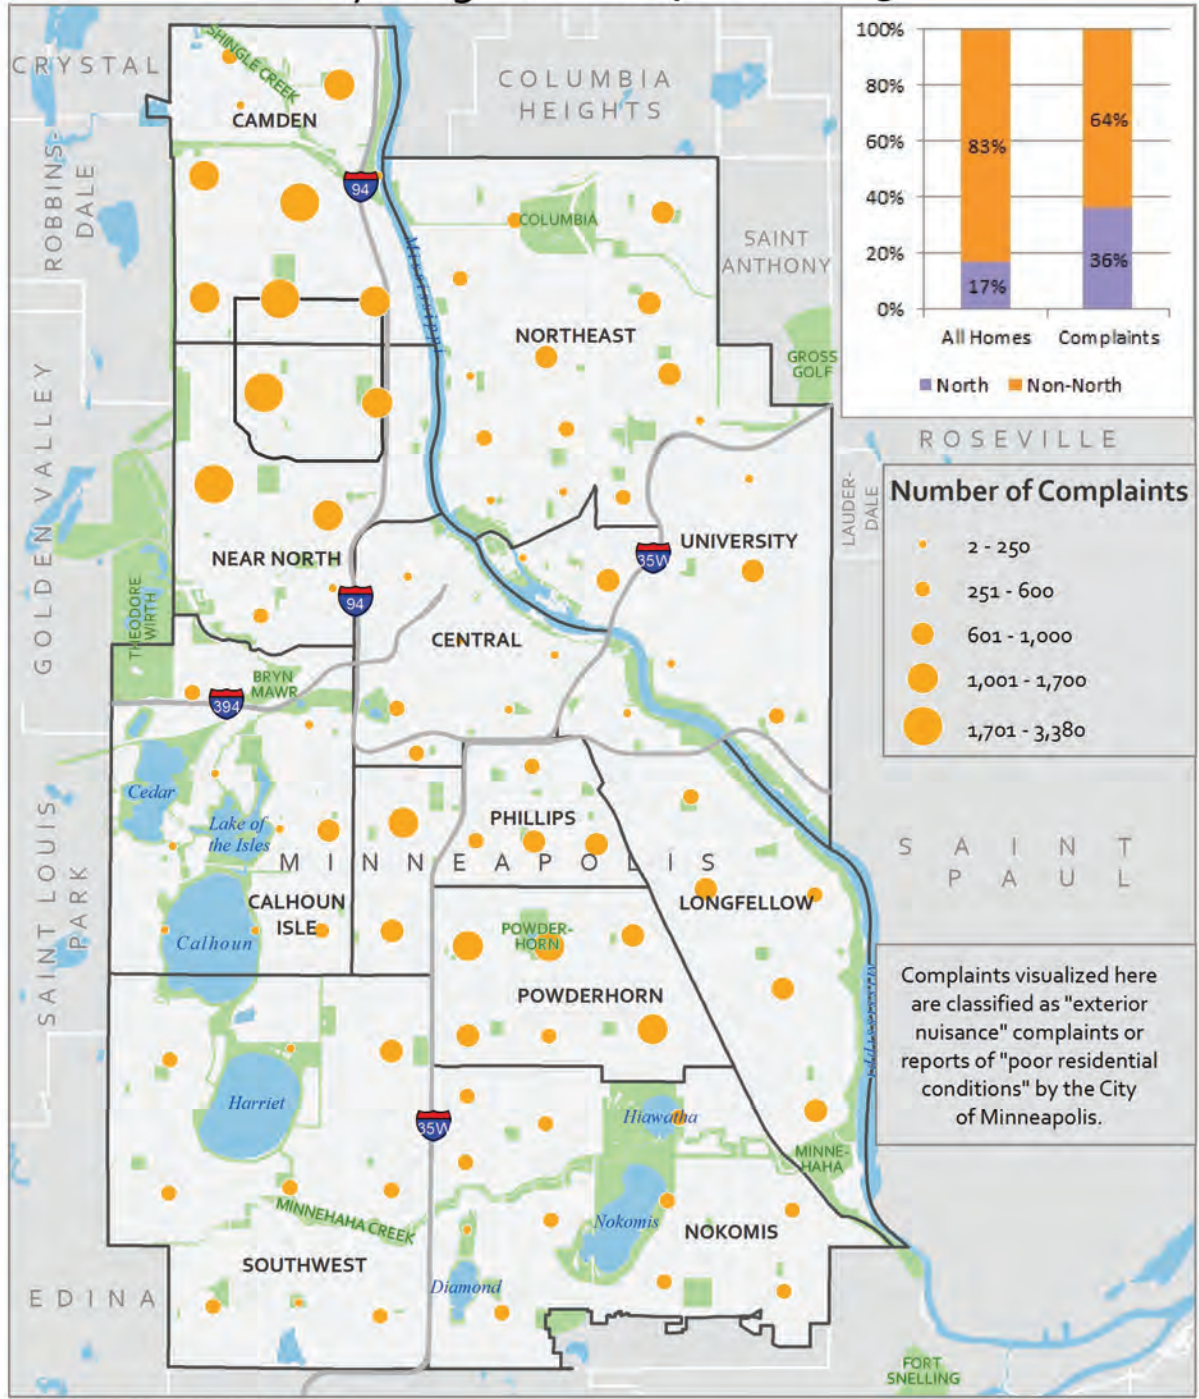 CRYSTAL
SHINGLE CREEK
CAMDEN
COLUMBIA
HEIGHTS
ROBBINS-
DALE
94
Mississippi
COLUMBIA
SAINT
ANTHONY
NORTHEAST
GROSS
GOLF
100%
80%
60%
40%
20%
0%
83%
17%
64%
36%
All Homes
Complaints
North
Non-North
ROSEVILLE
LAUDER-
DALE
GOLDEN VALLEY
Number of Complaints
2 - 250
251 - 600
601 - 1,000
1,001 - 1,700
1,701 - 3,380
NEAR NORTH
UNIVERSITY
35W
THEODORE
WIRTH
94
CENTRAL
BRYN
MAWR
394
Cedar
Lake of
the Isles
PHILLIPS
MINNEAPOLIS
SAINT LOUIS
PARK
SAINT
PAUL
CALHOUN
ISLE
Calhoun
LONGFELLOW
POWDER-
HORN
POWDERHORN
Complaints visualized here
are classified as "exterior
nuisance" complaints or
reports of "poor residential
conditions" by the City
of Minneapolis.
Harriet
35W
Hiawatha
MINNE-
HAHA
MINNEHAHA CREEK
Nokomis
NOKOMIS
SOUTHWEST
Diamond
EDINA
FORT
SNELLING